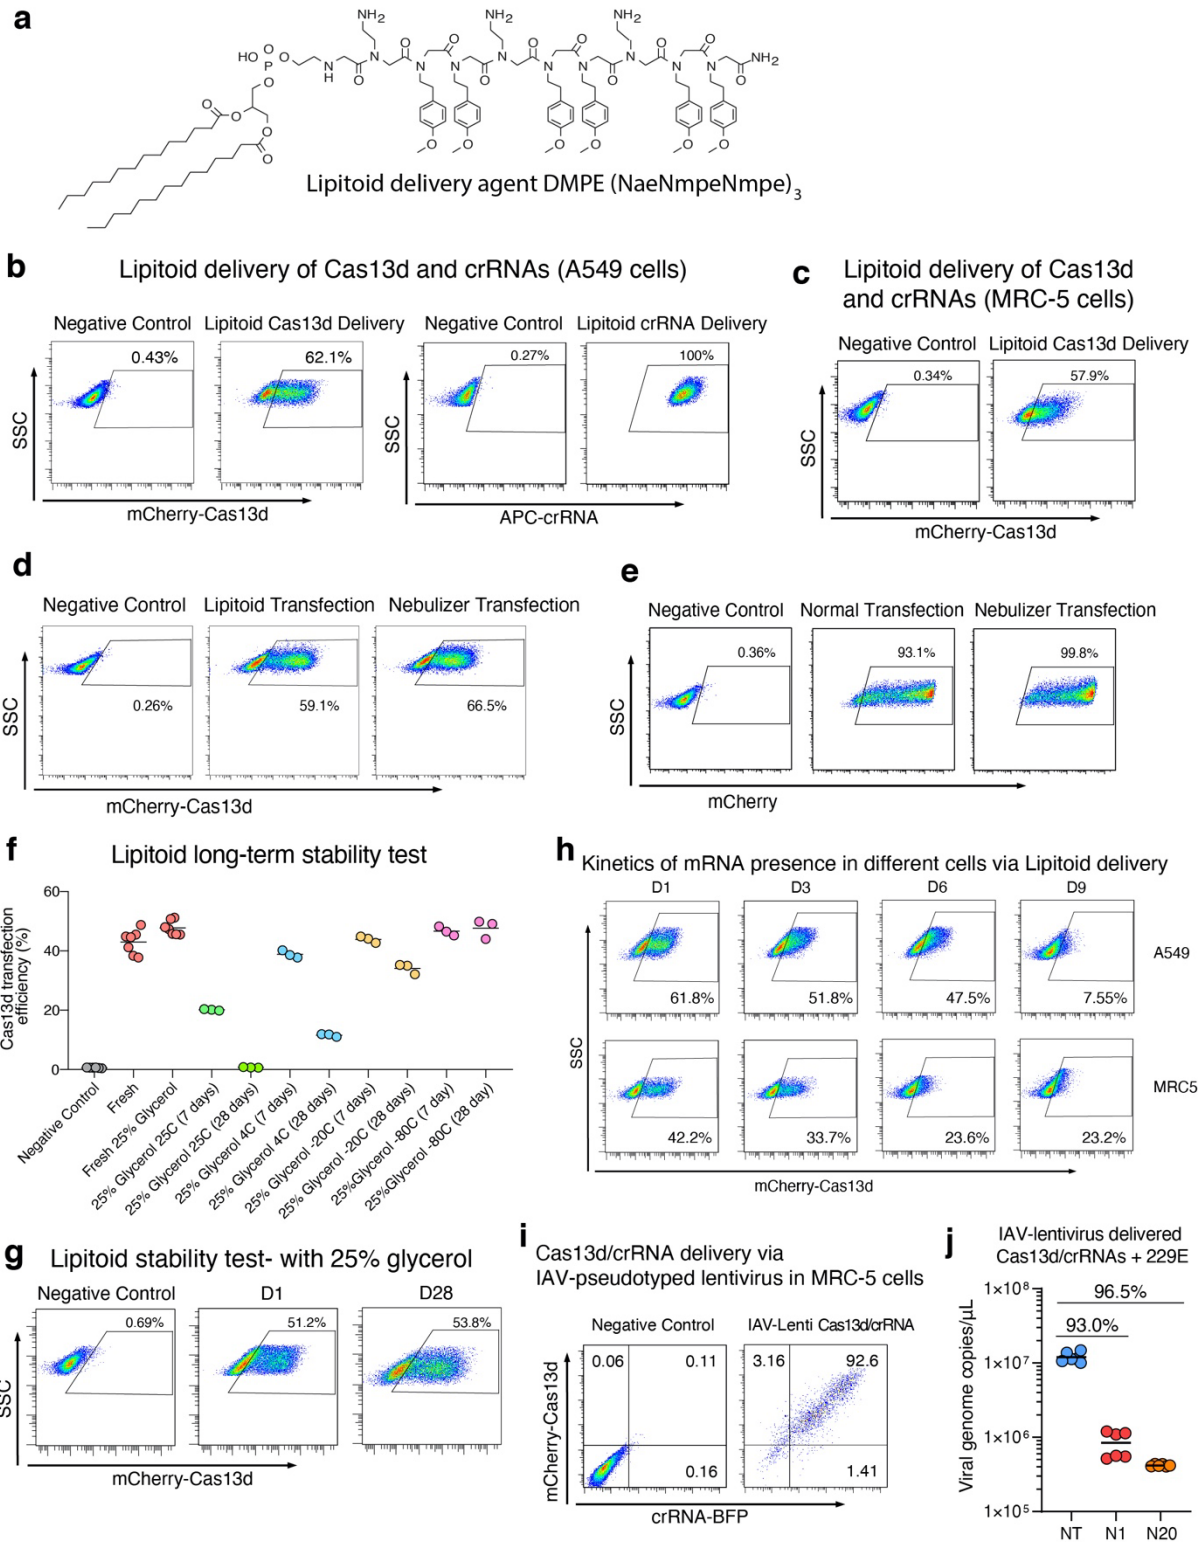 a
NH2
NH2
NH2
O
O
O
O
O
HO
P
O
O
N
H
O
N
N
N
O
N
N
N
O
N
N
N
O
NH2
O
O
O
O
O
O
O
O
O
O
Lipitoid delivery agent DMPE (NaeNmpeNmpe)3
b
Lipitoid delivery of Cas13d and crRNAs (A549 cells)
Negative Control
Lipitoid Cas13d Delivery
Negative Control
Lipitoid crRNA Delivery
0.43%
62.1%
0.27%
100%
SSC
SSC
mCherry-Cas13d
APC-crRNA
c
Lipitoid delivery of Cas13d
and crRNAs (MRC-5 cells)
Negative Control
Lipitoid Cas13d Delivery
0.34%
57.9%
SSC
mCherry-Cas13d
d
Negative Control
Lipitoid Transfection
Nebulizer Transfection
0.26%
59.1%
66.5%
SSC
mCherry-Cas13d
e
Negative Control
Normal Transfection
Nebulizer Transfection
0.36%
93.1%
99.8%
SSC
mCherry
f
Lipitoid long-term stability test
Cas13d transfection
efficiency (%)
60
40
20
0
Negative Control
Fresh
Fresh 25% Glycerol
25% Glycerol 25C (7 days)
25% Glycerol 25C (28 days)
25% Glycerol 4C (7 days)
25% Glycerol 4C (28 days)
25% Glycerol -20C (7 days)
25% Glycerol -20C (28 days)
25%Glycerol -80C (7 day)
25%Glycerol -80C (28 day)
h
Kinetics of mRNA presence in different cells via Lipitoid delivery
D1
D3
D6
D9
61.8%
51.8%
47.5%
7.55%
A549
SSC
42.2%
33.7%
23.6%
23.2%
MRC5
mCherry-Cas13d
g
Lipitoid stability test- with 25% glycerol
Negative Control
D1
D28
0.69%
51.2%
53.8%
SSC
mCherry-Cas13d
i
Cas13d/crRNA delivery via
IAV-pseudotyped lentivirus in MRC-5 cells
Negative Control
IAV-Lenti Cas13d/crRNA
0.06
0.11
3.16
92.6
0.16
1.41
mCherry-Cas13d
crRNA-BFP
j
IAV-lentivirus delivered
Cas13d/crRNAs + 229E
96.5%
93.0%
Viral genome copies/µL
1×10^8
1×10^7
1×10^6
1×10^5
NT
N1
N20